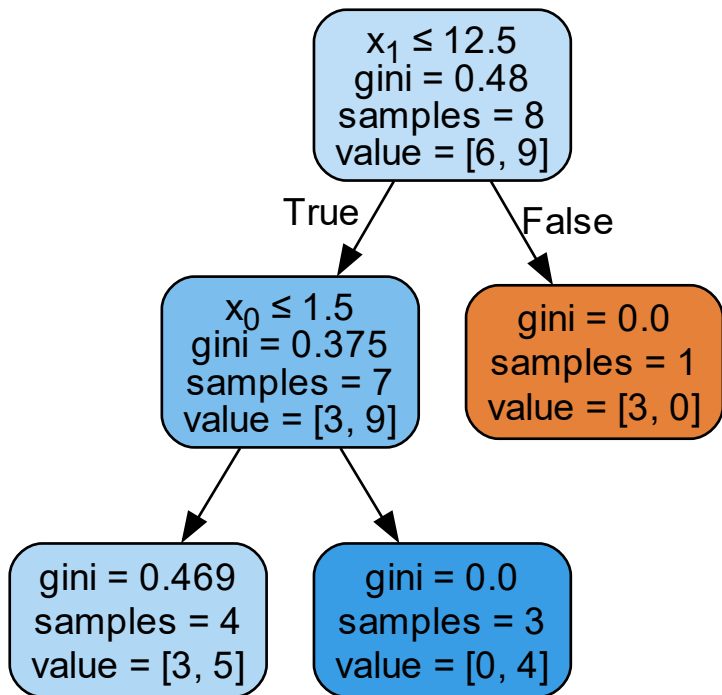 x₁ ≤ 12.5
gini = 0.48
samples = 8
value = [6, 9]
True
False
x₀ ≤ 1.5
gini = 0.375
samples = 7
value = [3, 9]
gini = 0.0
samples = 1
value = [3, 0]
gini = 0.469
samples = 4
value = [3, 5]
gini = 0.0
samples = 3
value = [0, 4]